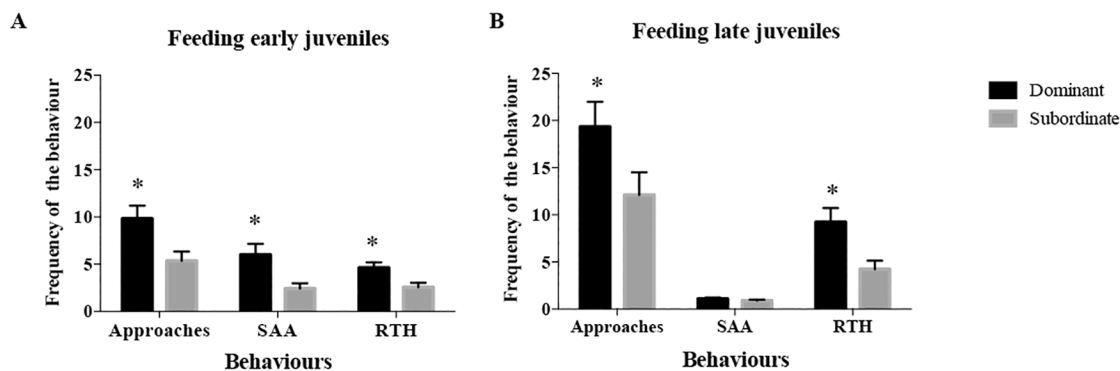 A
Feeding early juveniles
Frequency of the behaviour
25
20
15
10
5
0
*
*
*
Approaches SAA RTH
Behaviours
B
Feeding late juveniles
Frequency of the behaviour
25
20
15
10
5
0
*
*
Approaches SAA RTH
Behaviours
Dominant
Subordinate